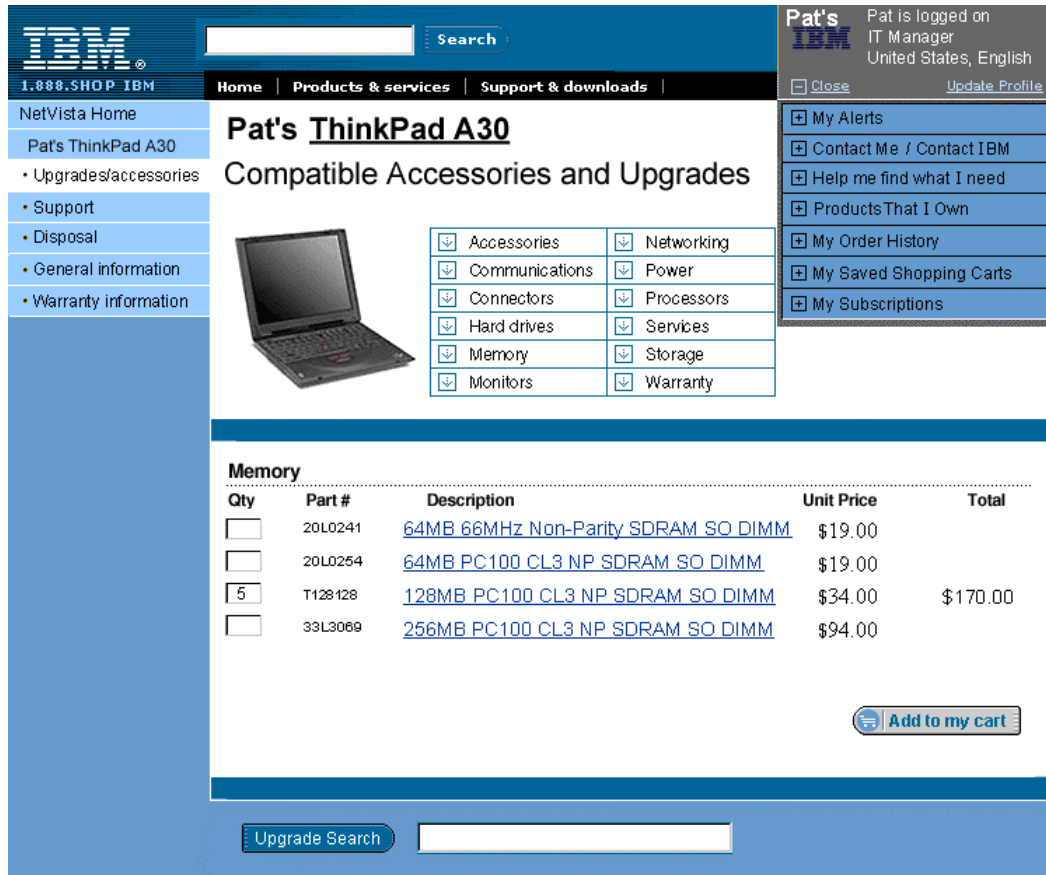 IBM®
1.888.SHOP IBM
Search
Home | Products & services | Support & downloads |
Pat's
IBM
Pat is logged on
IT Manager
United States, English
Close
Update Profile
My Alerts
Contact Me / Contact IBM
Help me find what I need
Products That I Own
My Order History
My Saved Shopping Carts
My Subscriptions
NetVista Home
Pat's ThinkPad A30
• Upgrades/accessories
• Support
• Disposal
• General information
• Warranty information
Pat's ThinkPad A30
Compatible Accessories and Upgrades
Accessories Networking
Communications Power
Connectors Processors
Hard drives Services
Memory Storage
Monitors Warranty
Memory
Qty Part # Description Unit Price Total
20L0241 64MB 66MHz Non-Parity SDRAM SO DIMM $19.00
20L0254 64MB PC100 CL3 NP SDRAM SO DIMM $19.00
5 T128128 128MB PC100 CL3 NP SDRAM SO DIMM $34.00 $170.00
33L3069 256MB PC100 CL3 NP SDRAM SO DIMM $94.00
Add to my cart
Upgrade Search